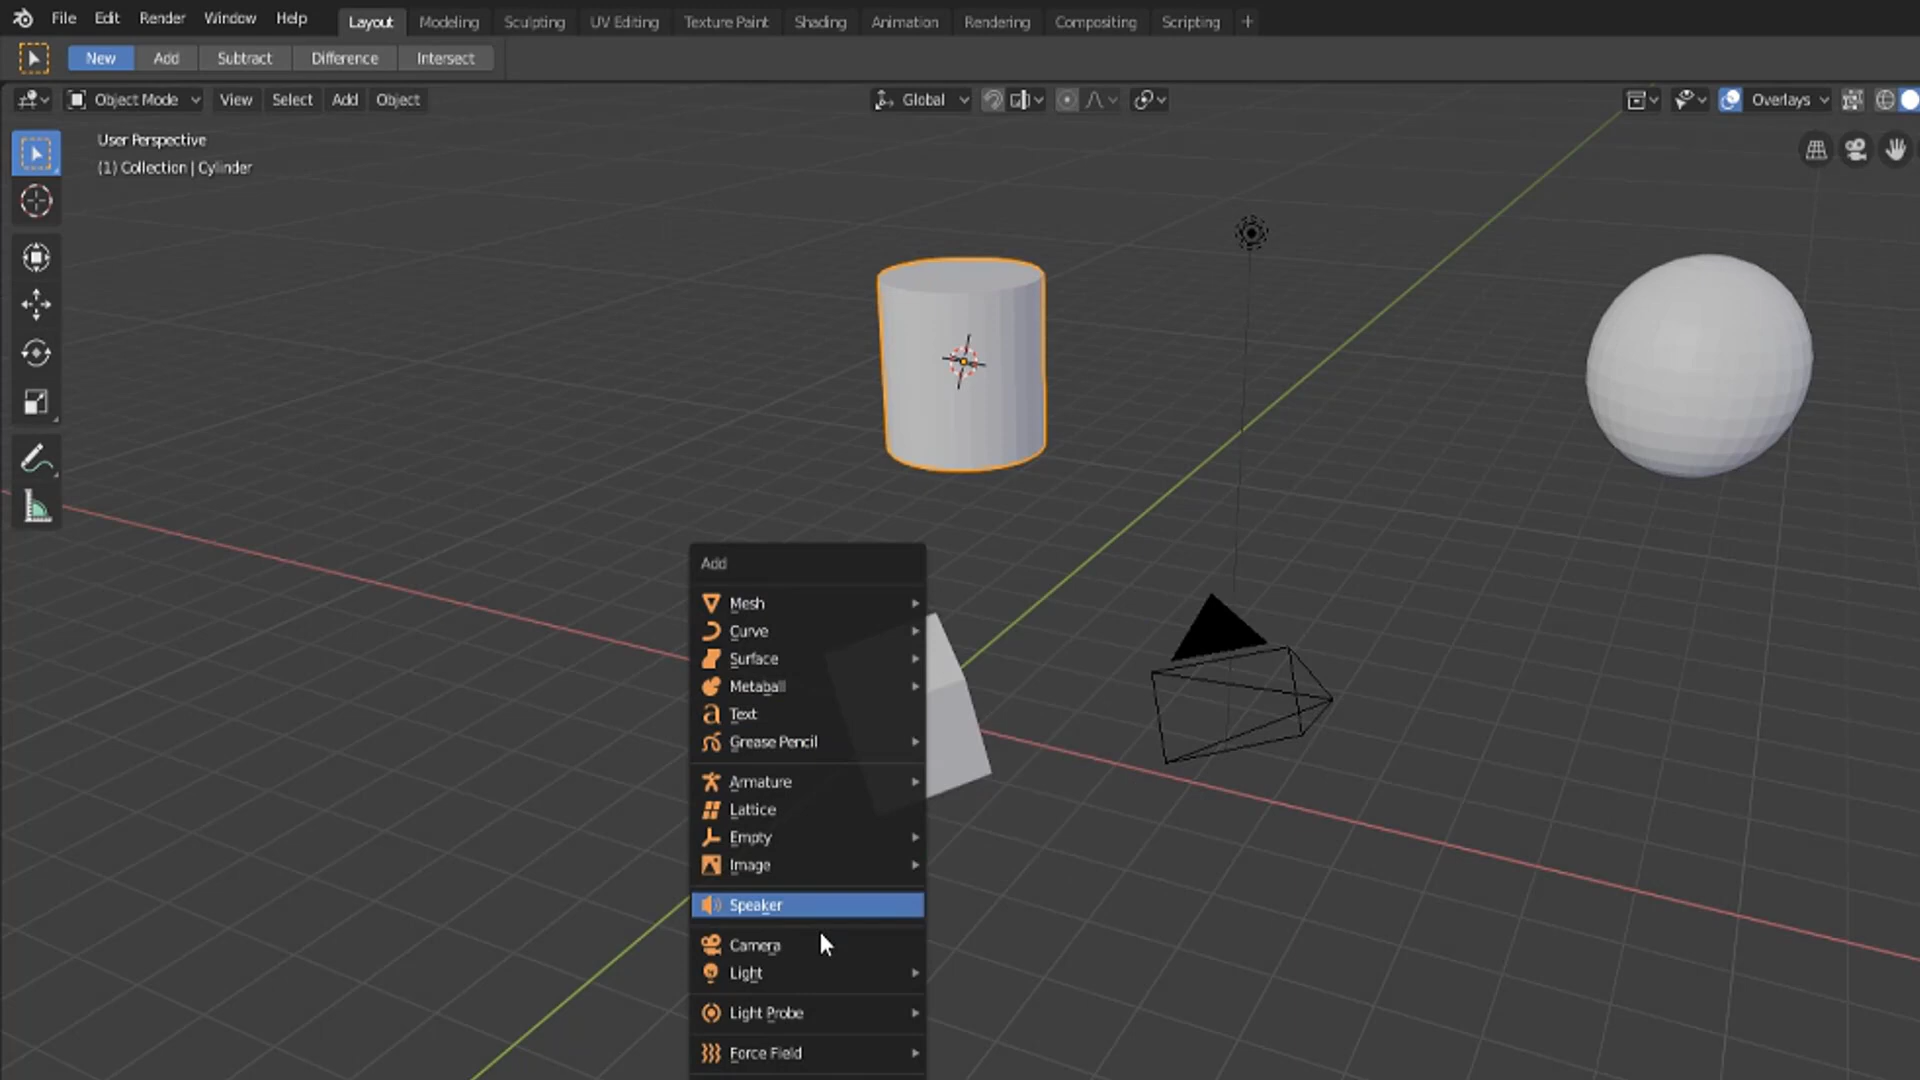 File Edit Render Window Help Layout Modeling Sculpting UV Editing Texture Paint Shading Animation Rendering Compositing Scripting +
New Add Subtract Difference Intersect
Object Mode View Select Add Object Global Overlays
User Perspective
(1) Collection | Cylinder
Add
Mesh
Curve
Surface
Metaball
Text
Grease Pencil
Armature
Lattice
Empty
Image
Speaker
Camera
Light
Light Probe
Force Field